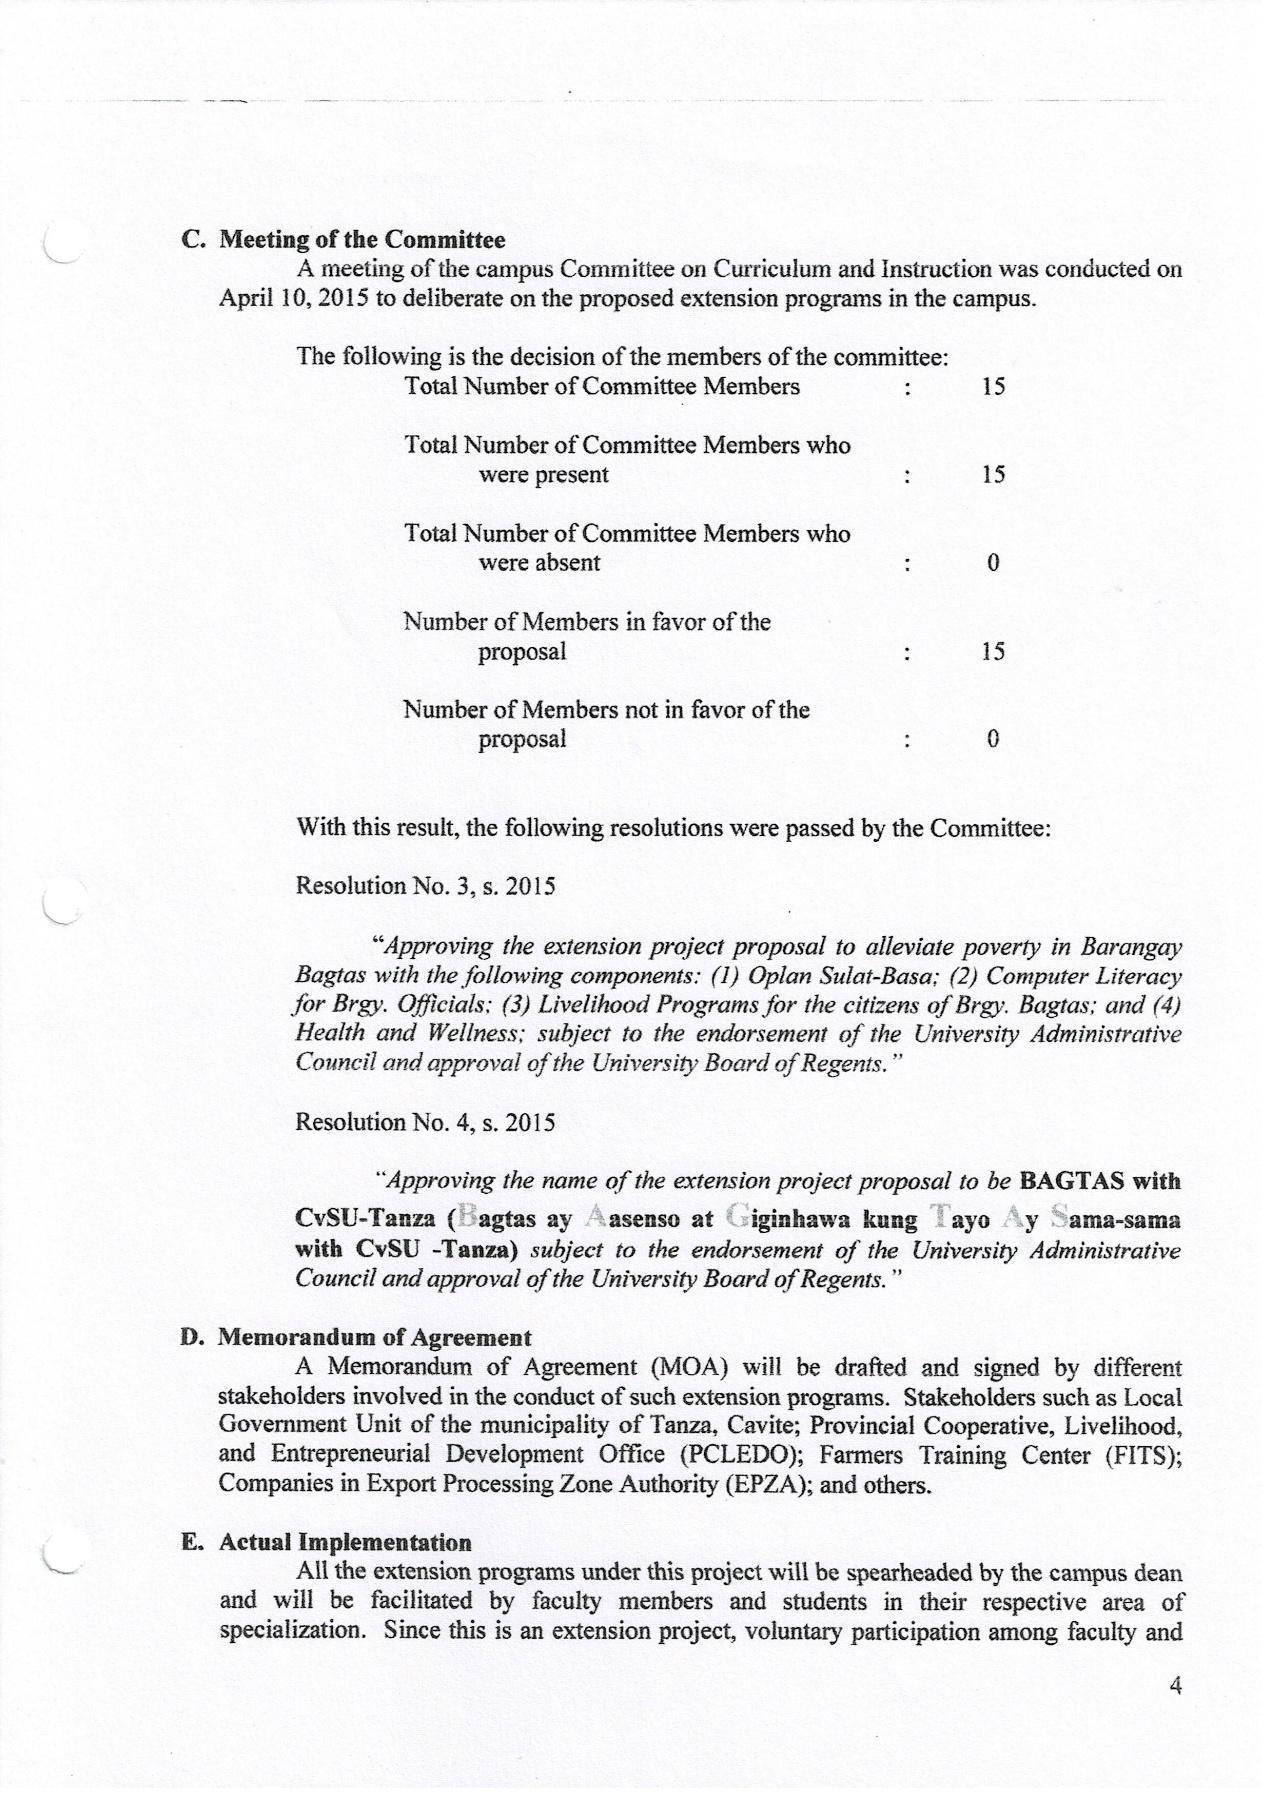 C. Meeting of the Committee
A meeting of the campus Committee on Curriculum and Instruction was conducted on
April 10, 2015 to deliberate on the proposed extension programs in the campus.
The following is the decision of the members of the committee:
Total Number of Committee Members : 15
Total Number of Committee Members who
were present : 15
Total Number of Committee Members who
were absent : 0
Number of Members in favor of the
proposal : 15
Number of Members not in favor of the
proposal : 0
With this result, the following resolutions were passed by the Committee:
Resolution No. 3, s. 2015
“Approving the extension project proposal to alleviate poverty in Barangay
Bagtas with the following components: (1) Oplan Sulat-Basa; (2) Computer Literacy
for Brgy. Officials; (3) Livelihood Programs for the citizens of Brgy. Bagtas; and (4)
Health and Wellness; subject to the endorsement of the University Administrative
Council and approval of the University Board of Regents.”
Resolution No. 4, s. 2015
“Approving the name of the extension project proposal to be BAGTAS with
CvSU-Tanza (Bagtas ay Aasenso at Giginhawa kung Tayo Ay Sama-sama
with CvSU -Tanza) subject to the endorsement of the University Administrative
Council and approval of the University Board of Regents.”
D. Memorandum of Agreement
A Memorandum of Agreement (MOA) will be drafted and signed by different
stakeholders involved in the conduct of such extension programs. Stakeholders such as Local
Government Unit of the municipality of Tanza, Cavite; Provincial Cooperative, Livelihood,
and Entrepreneurial Development Office (PCLEDO); Farmers Training Center (FITS);
Companies in Export Processing Zone Authority (EPZA); and others.
E. Actual Implementation
All the extension programs under this project will be spearheaded by the campus dean
and will be facilitated by faculty members and students in their respective area of
specialization. Since this is an extension project, voluntary participation among faculty and
4